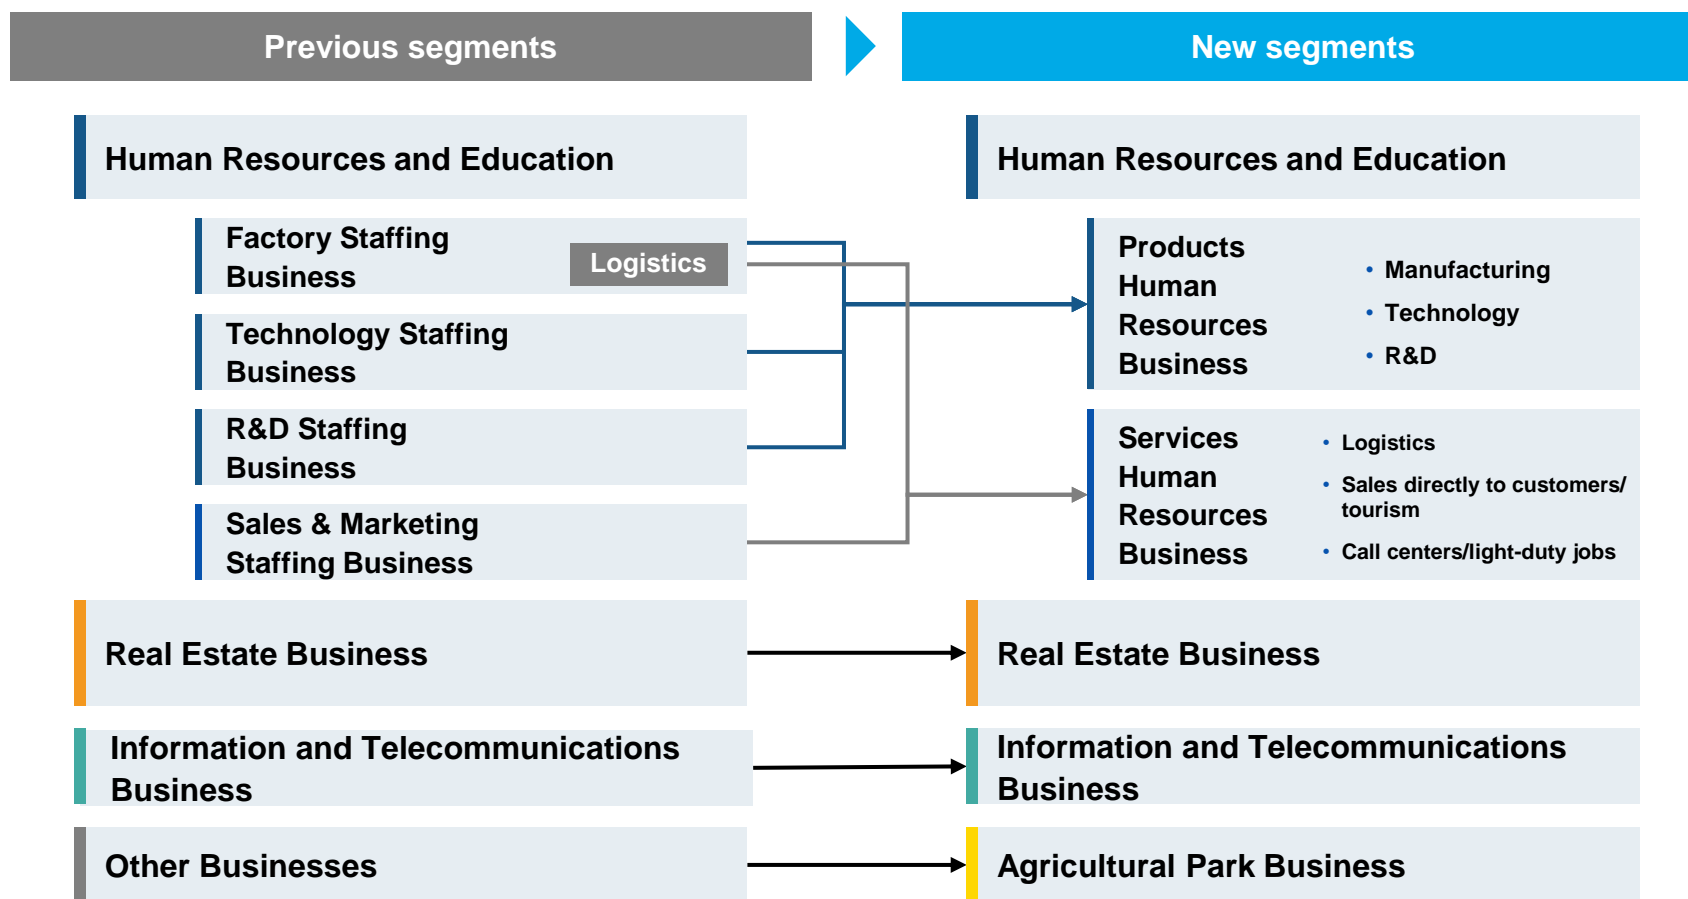 Previous segments
New segments
Human Resources and Education
Factory Staffing
Business
Logistics
Technology Staffing
Business
R&D Staffing
Business
Sales & Marketing
Staffing Business
Real Estate Business
Information and Telecommunications
Business
Other Businesses
Human Resources and Education
Products
Human
Resources
Business
• Manufacturing
• Technology
• R&D
Services
Human
Resources
Business
• Logistics
• Sales directly to customers/
tourism
• Call centers/light-duty jobs
Real Estate Business
Information and Telecommunications
Business
Agricultural Park Business